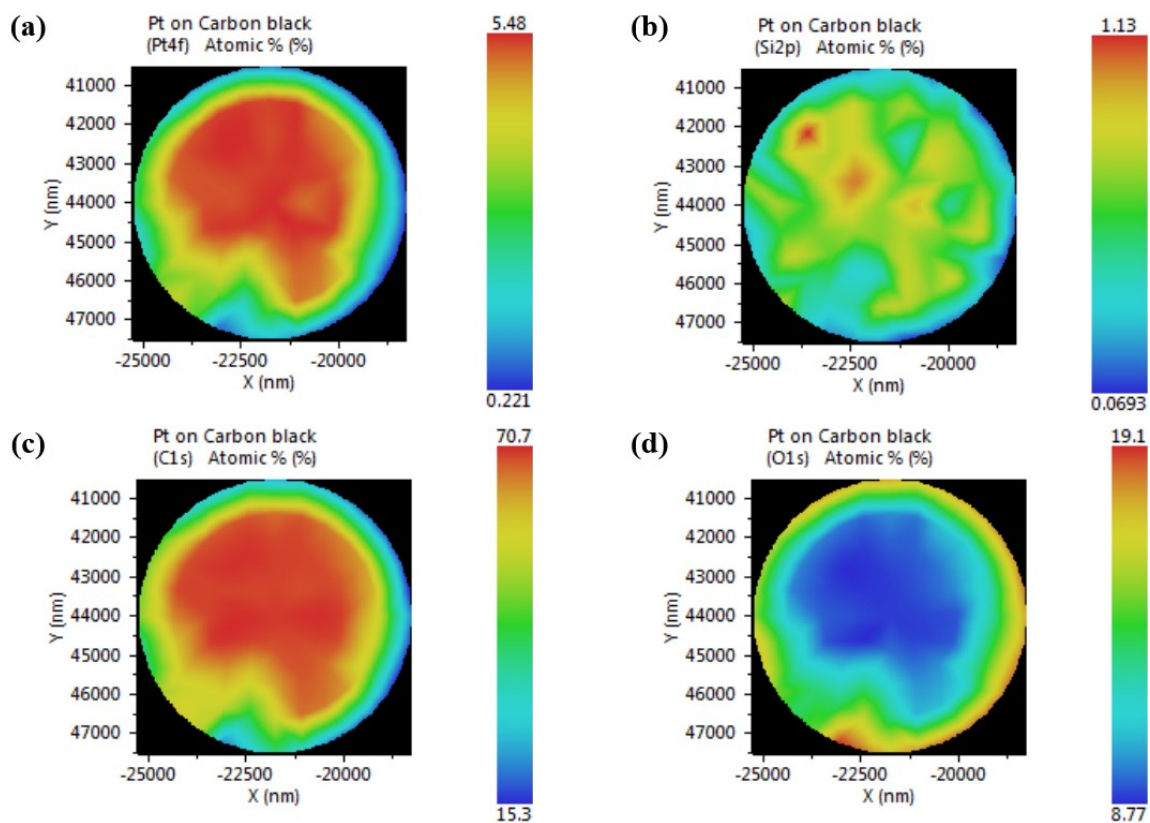 (a)
Pt on Carbon black
(Pt4f) Atomic % (%)
5.48
41000
42000
43000
44000
45000
46000
47000
Y (nm)
-25000 -22500 -20000
X (nm)
0.221
(b)
Pt on Carbon black
(Si2p) Atomic % (%)
1.13
41000
42000
43000
44000
45000
46000
47000
Y (nm)
-25000 -22500 -20000
X (nm)
0.0693
(c)
Pt on Carbon black
(C1s) Atomic % (%)
70.7
41000
42000
43000
44000
45000
46000
47000
Y (nm)
-25000 -22500 -20000
X (nm)
15.3
(d)
Pt on Carbon black
(O1s) Atomic % (%)
19.1
41000
42000
43000
44000
45000
46000
47000
Y (nm)
-25000 -22500 -20000
X (nm)
8.77